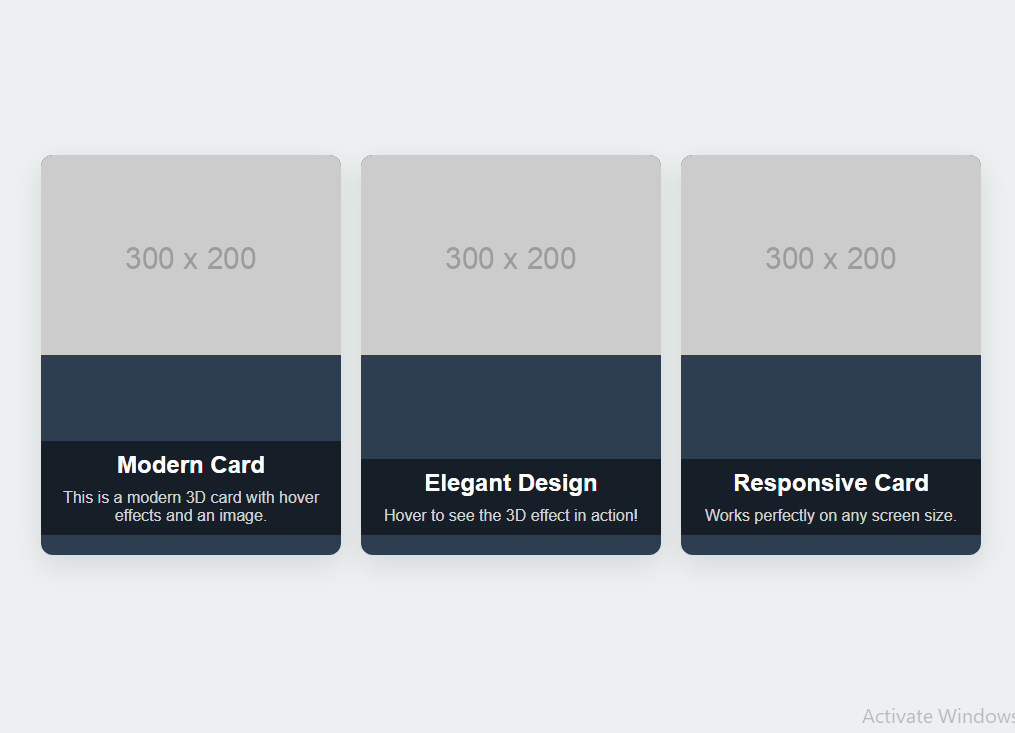 300 x 200
300 x 200
300 x 200
Modern Card
This is a modern 3D card with hover
effects and an image.
Elegant Design
Hover to see the 3D effect in action!
Responsive Card
Works perfectly on any screen size.
Activate Windows